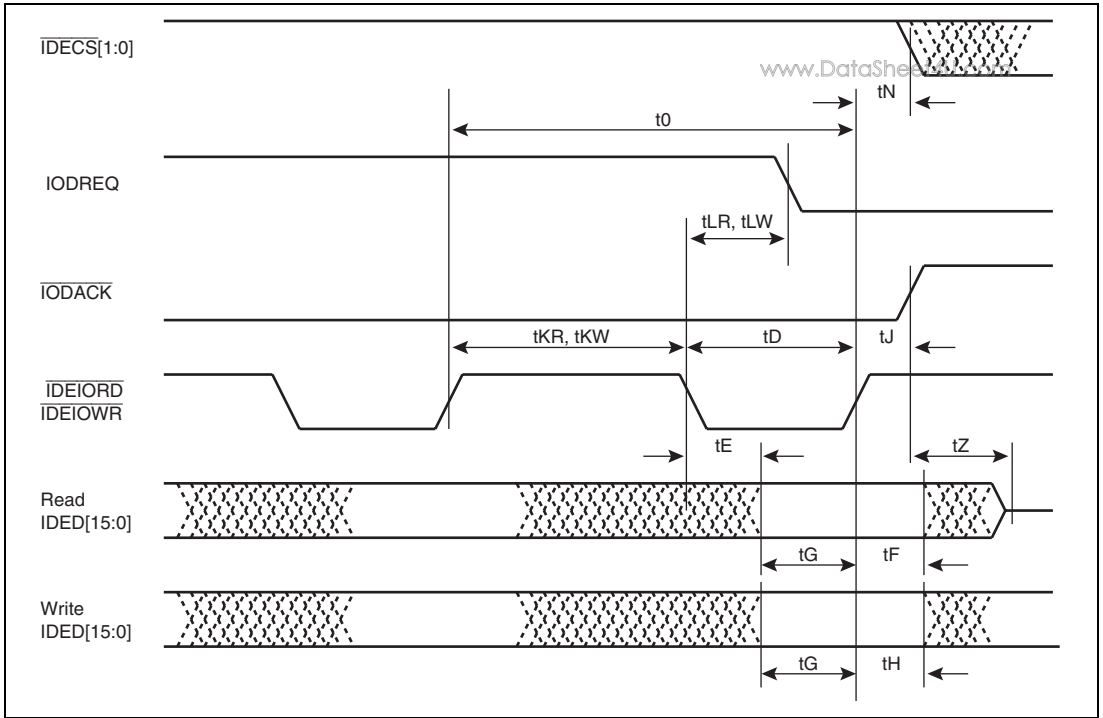 IDECS[1:0]
www.DataSheet4U.com
tN
t0
IODREQ
tLR, tLW
IODACK
tKR, tKW
tD
tJ
IDEIORD
IDEIOWR
tE
tZ
Read
IDED[15:0]
tG
tF
Write
IDED[15:0]
tG
tH